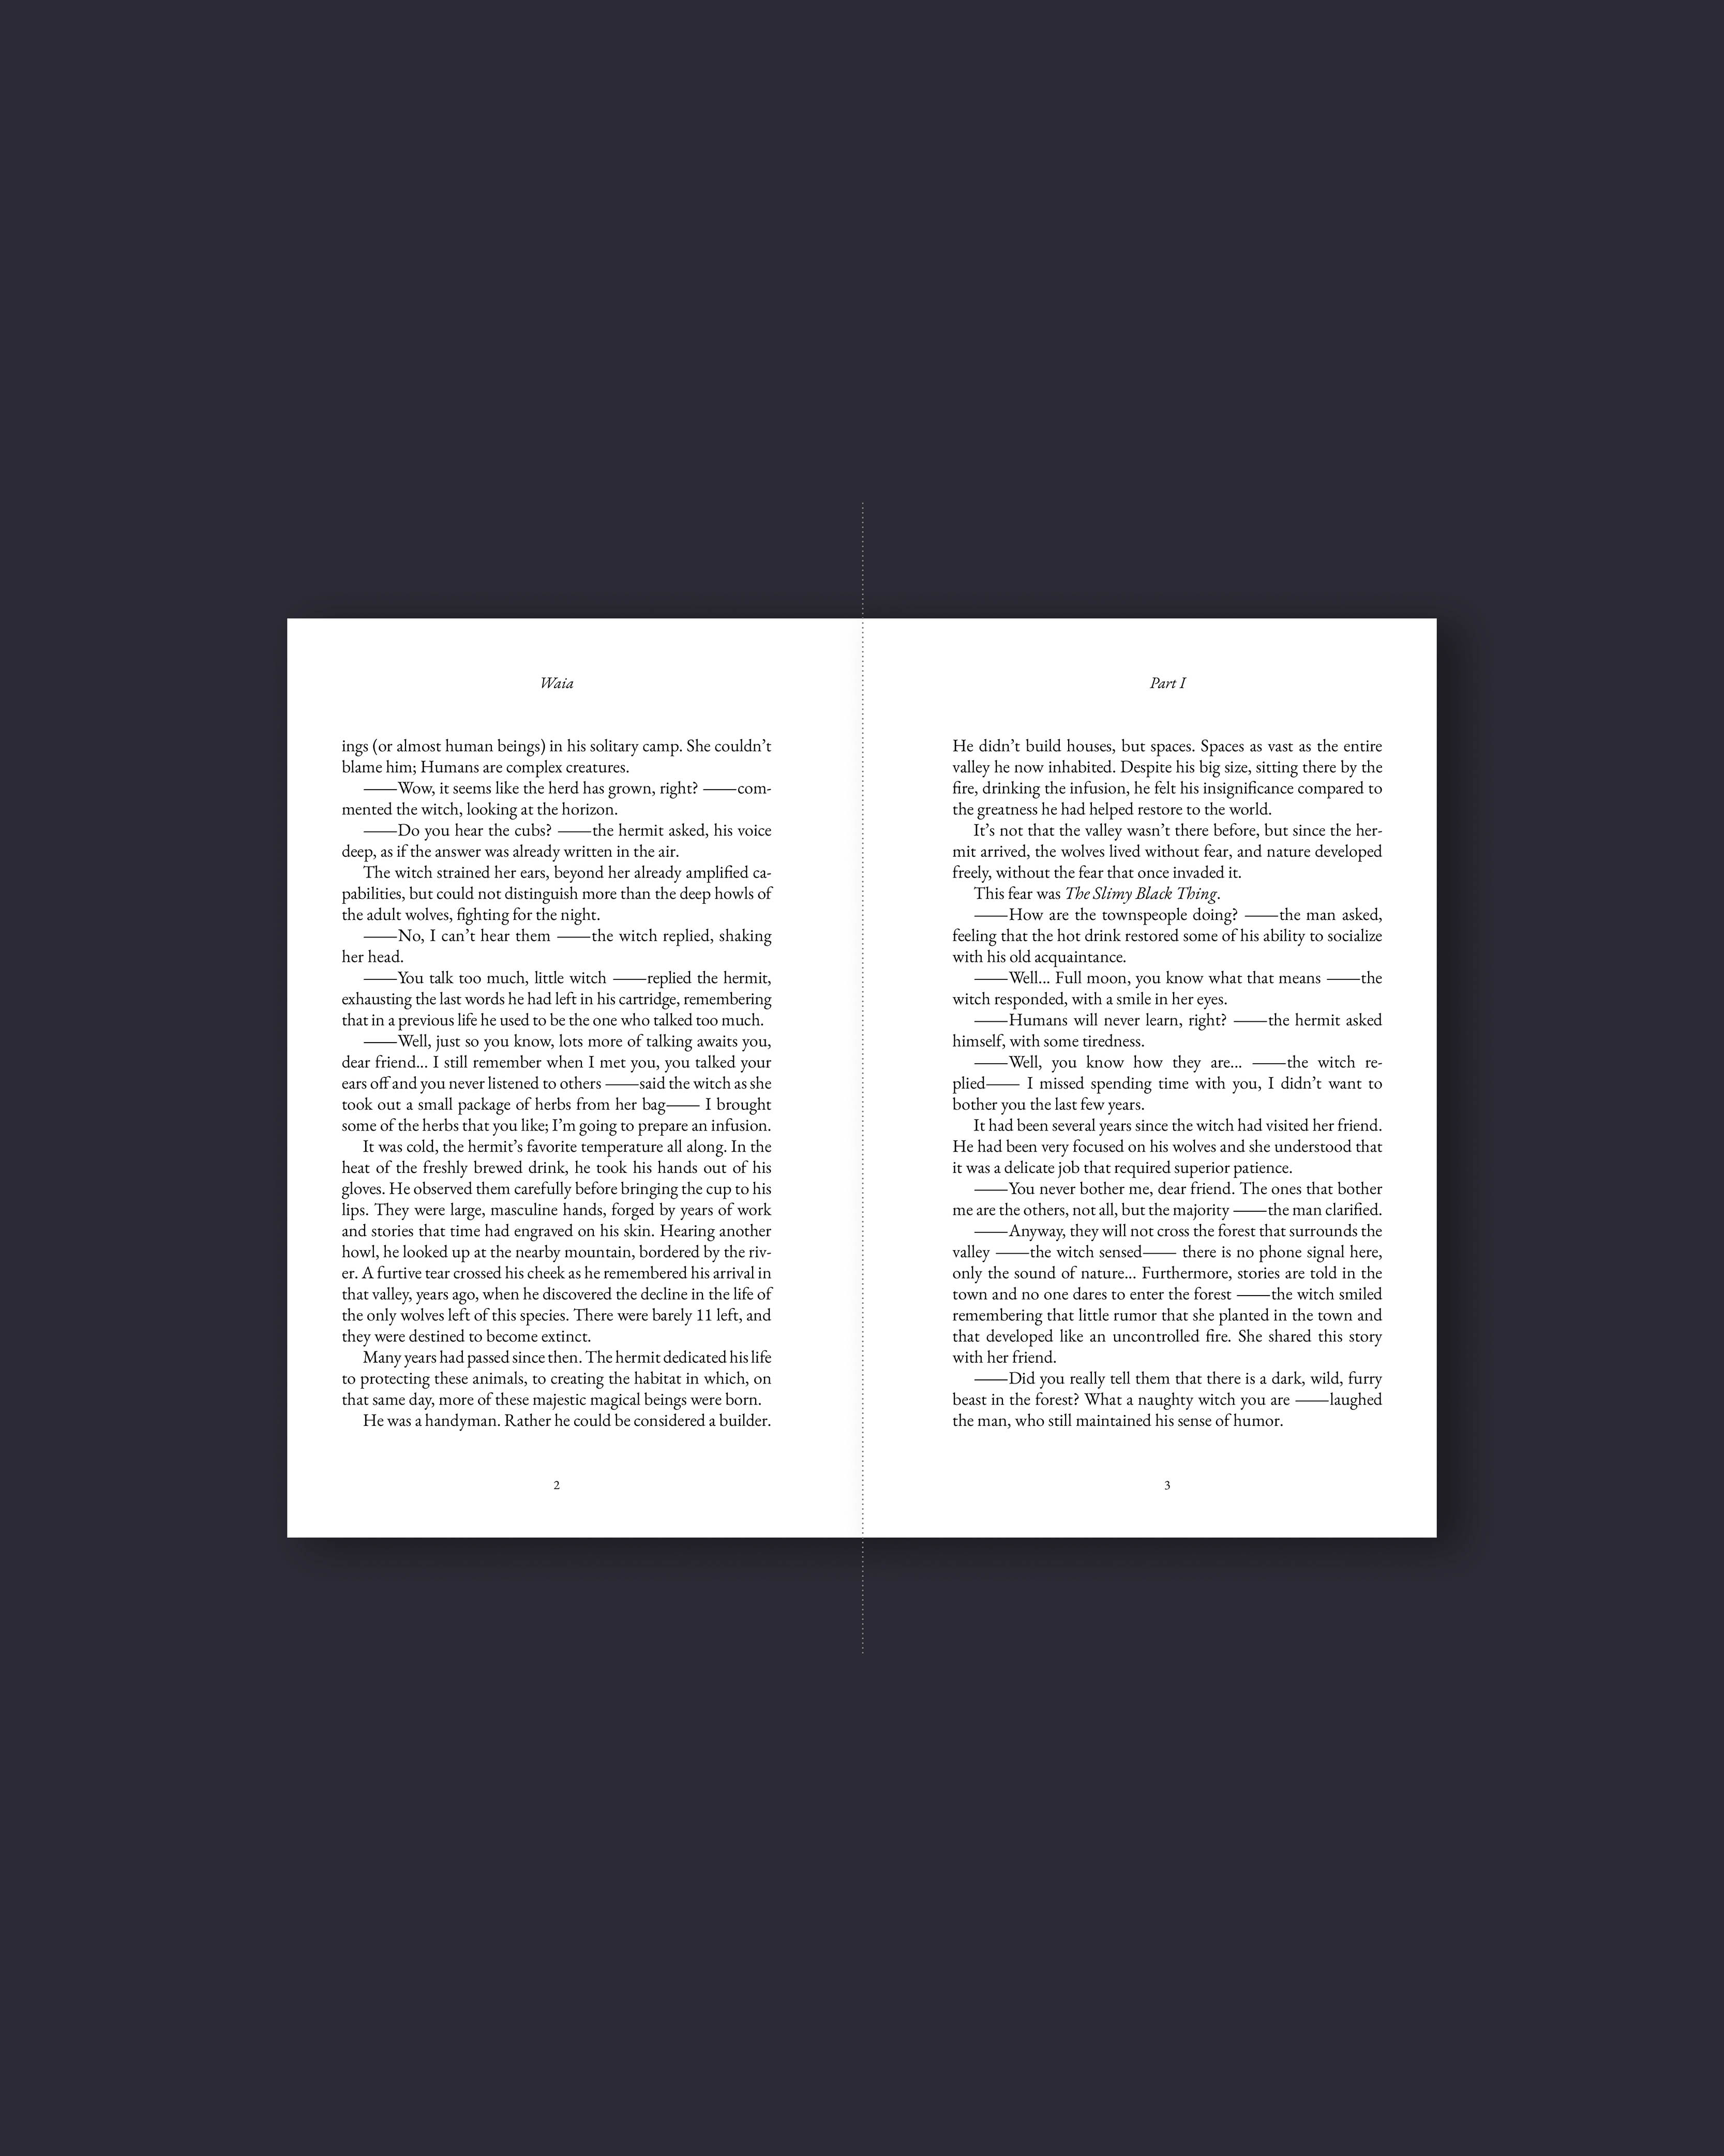 Waia
ings (or almost human beings) in his solitary camp. She couldn’t
blame him; Humans are complex creatures.
——Wow, it seems like the herd has grown, right? ——com-
mented the witch, looking at the horizon.
——Do you hear the cubs? ——the hermit asked, his voice
deep, as if the answer was already written in the air.
The witch strained her ears, beyond her already amplified ca-
pabilities, but could not distinguish more than the deep howls of
the adult wolves, fighting for the night.
——No, I can’t hear them ——the witch replied, shaking
her head.
——You talk too much, little witch ——replied the hermit,
exhausting the last words he had left in his cartridge, remembering
that in a previous life he used to be the one who talked too much.
——Well, just so you know, lots more of talking awaits you,
dear friend... I still remember when I met you, you talked your
ears off and you never listened to others ——said the witch as she
took out a small package of herbs from her bag—— I brought
some of the herbs that you like; I’m going to prepare an infusion.
It was cold, the hermit’s favorite temperature all along. In the
heat of the freshly brewed drink, he took his hands out of his
gloves. He observed them carefully before bringing the cup to his
lips. They were large, masculine hands, forged by years of work
and stories that time had engraved on his skin. Hearing another
howl, he looked up at the nearby mountain, bordered by the riv-
er. A furtive tear crossed his cheek as he remembered his arrival in
that valley, years ago, when he discovered the decline in the life of
the only wolves left of this species. There were barely 11 left, and
they were destined to become extinct.
Many years had passed since then. The hermit dedicated his life
to protecting these animals, to creating the habitat in which, on
that same day, more of these majestic magical beings were born.
He was a handyman. Rather he could be considered a builder.
2
Part I
He didn’t build houses, but spaces. Spaces as vast as the entire
valley he now inhabited. Despite his big size, sitting there by the
fire, drinking the infusion, he felt his insignificance compared to
the greatness he had helped restore to the world.
It’s not that the valley wasn’t there before, but since the her-
mit arrived, the wolves lived without fear, and nature developed
freely, without the fear that once invaded it.
This fear was The Slimy Black Thing.
——How are the townspeople doing? ——the man asked,
feeling that the hot drink restored some of his ability to socialize
with his old acquaintance.
——Well... Full moon, you know what that means ——the
witch responded, with a smile in her eyes.
——Humans will never learn, right? ——the hermit asked
himself, with some tiredness.
——Well, you know how they are... ——the witch re-
plied—— I missed spending time with you, I didn’t want to
bother you the last few years.
It had been several years since the witch had visited her friend.
He had been very focused on his wolves and she understood that
it was a delicate job that required superior patience.
——You never bother me, dear friend. The ones that bother
me are the others, not all, but the majority ——the man clarified.
——Anyway, they will not cross the forest that surrounds the
valley ——the witch sensed—— there is no phone signal here,
only the sound of nature... Furthermore, stories are told in the
town and no one dares to enter the forest ——the witch smiled
remembering that little rumor that she planted in the town and
that developed like an uncontrolled fire. She shared this story
with her friend.
——Did you really tell them that there is a dark, wild, furry
beast in the forest? What a naughty witch you are ——laughed
the man, who still maintained his sense of humor.
3